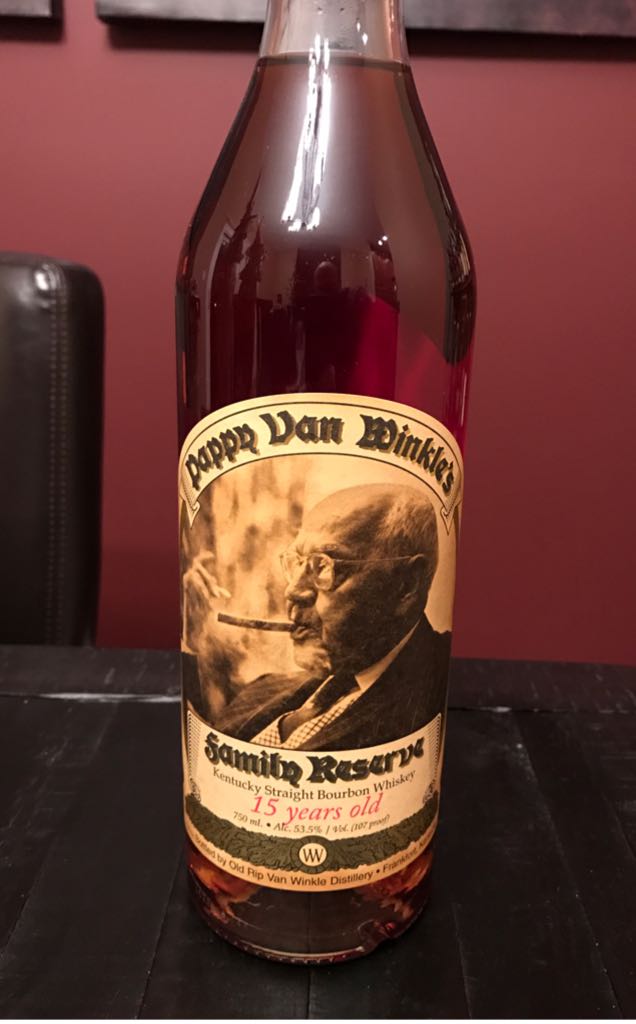 Pappy Van Winkle's
Family Reserve
Kentucky Straight Bourbon Whiskey
15 years old
750 ml. • Alc. 53.5% / Vol. (107 proof)
W
by Old Rip Van Winkle Distillery • Frankfort,